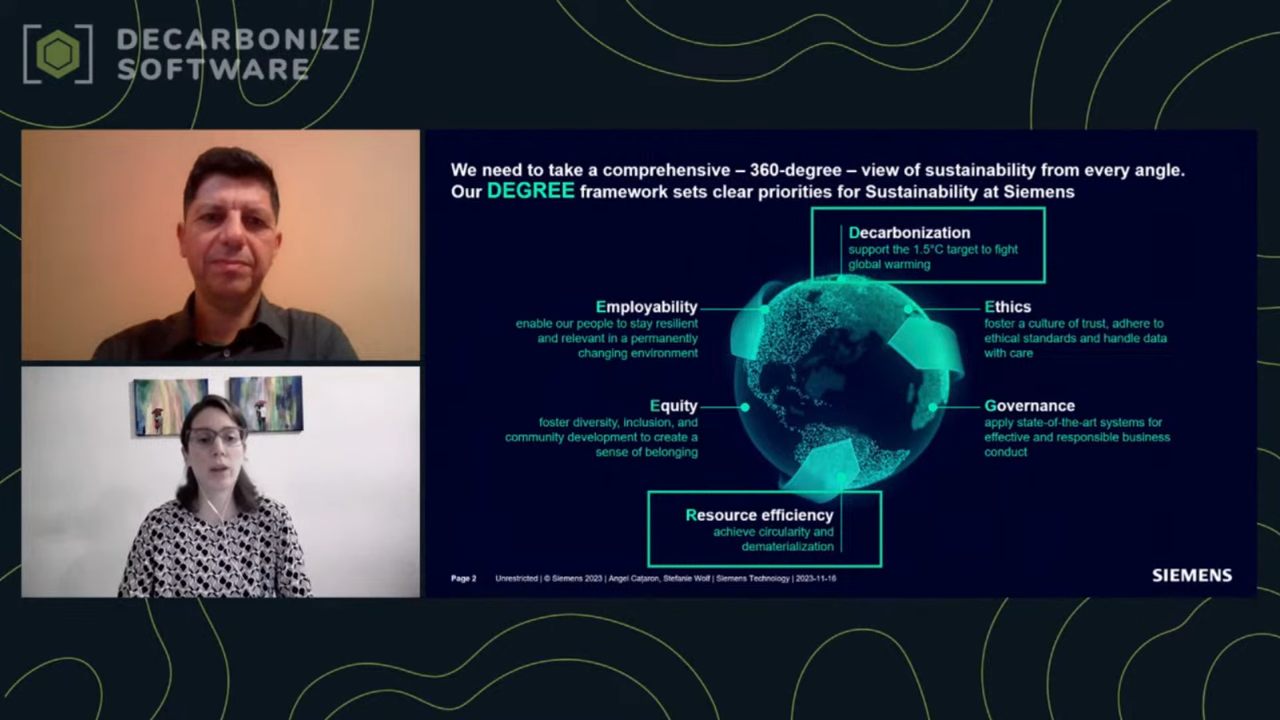 DECARBONIZE
SOFTWARE
We need to take a comprehensive – 360-degree – view of sustainability from every angle.
Our DEGREE framework sets clear priorities for Sustainability at Siemens
Decarbonization
support the 1.5°C target to fight
global warming
Employability
enable our people to stay resilient
and relevant in a permanently
changing environment
Ethics
foster a culture of trust, adhere to
ethical standards and handle data
with care
Equity
foster diversity, inclusion, and
community development to create a
sense of belonging
Governance
apply state-of-the-art systems for
effective and responsible business
conduct
Resource efficiency
achieve circularity and
dematerialization
Page 2 Unrestricted | © Siemens 2023 | Angel Cațaron, Stefanie Wolf | Siemens Technology | 2023-11-16
SIEMENS